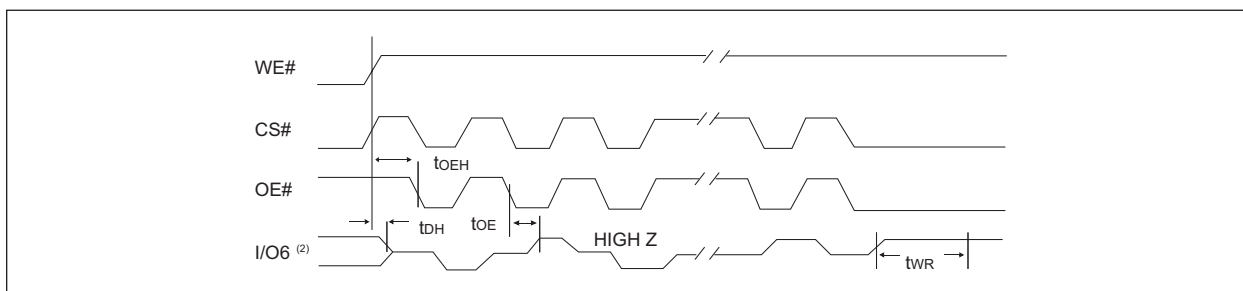 WE#
CS#
tOEH
OE#
tDH
tOE
I/O6 (2)
HIGH Z
tWR